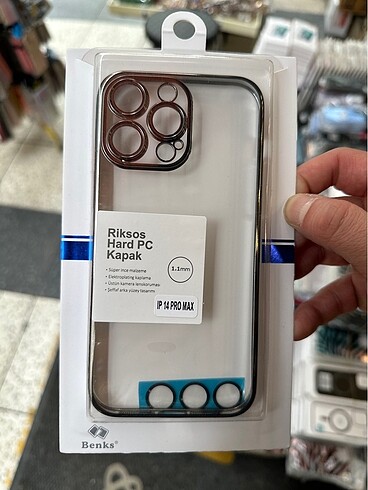 Riksos
Hard PC
Kapak
• Süper ince malzeme
• Elektroplating kaplama
• Üstün kamera lens koruması
• Şeffaf arka yüzey tasarımı
1.1mm
IP 14 PRO MAX
Benks®